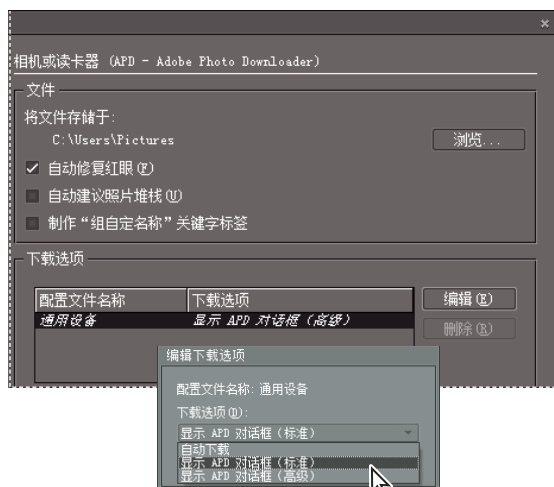 相机或读卡器 (APD - Adobe Photo Downloader)
文件
将文件存储于:
C:\Users\Pictures
浏览...
自动修复红眼(F)
自动建议照片堆栈(U)
制作“组自定名称”关键字标签
下载选项
配置文件名称 下载选项 编辑(E)
通用设备 显示 APD 对话框（高级）
删除(R)
编辑下载选项
配置文件名称: 通用设备
下载选项(D):
显示 APD 对话框（标准）
自动下载
显示 APD 对话框（标准）
显示 APD 对话框（高级）